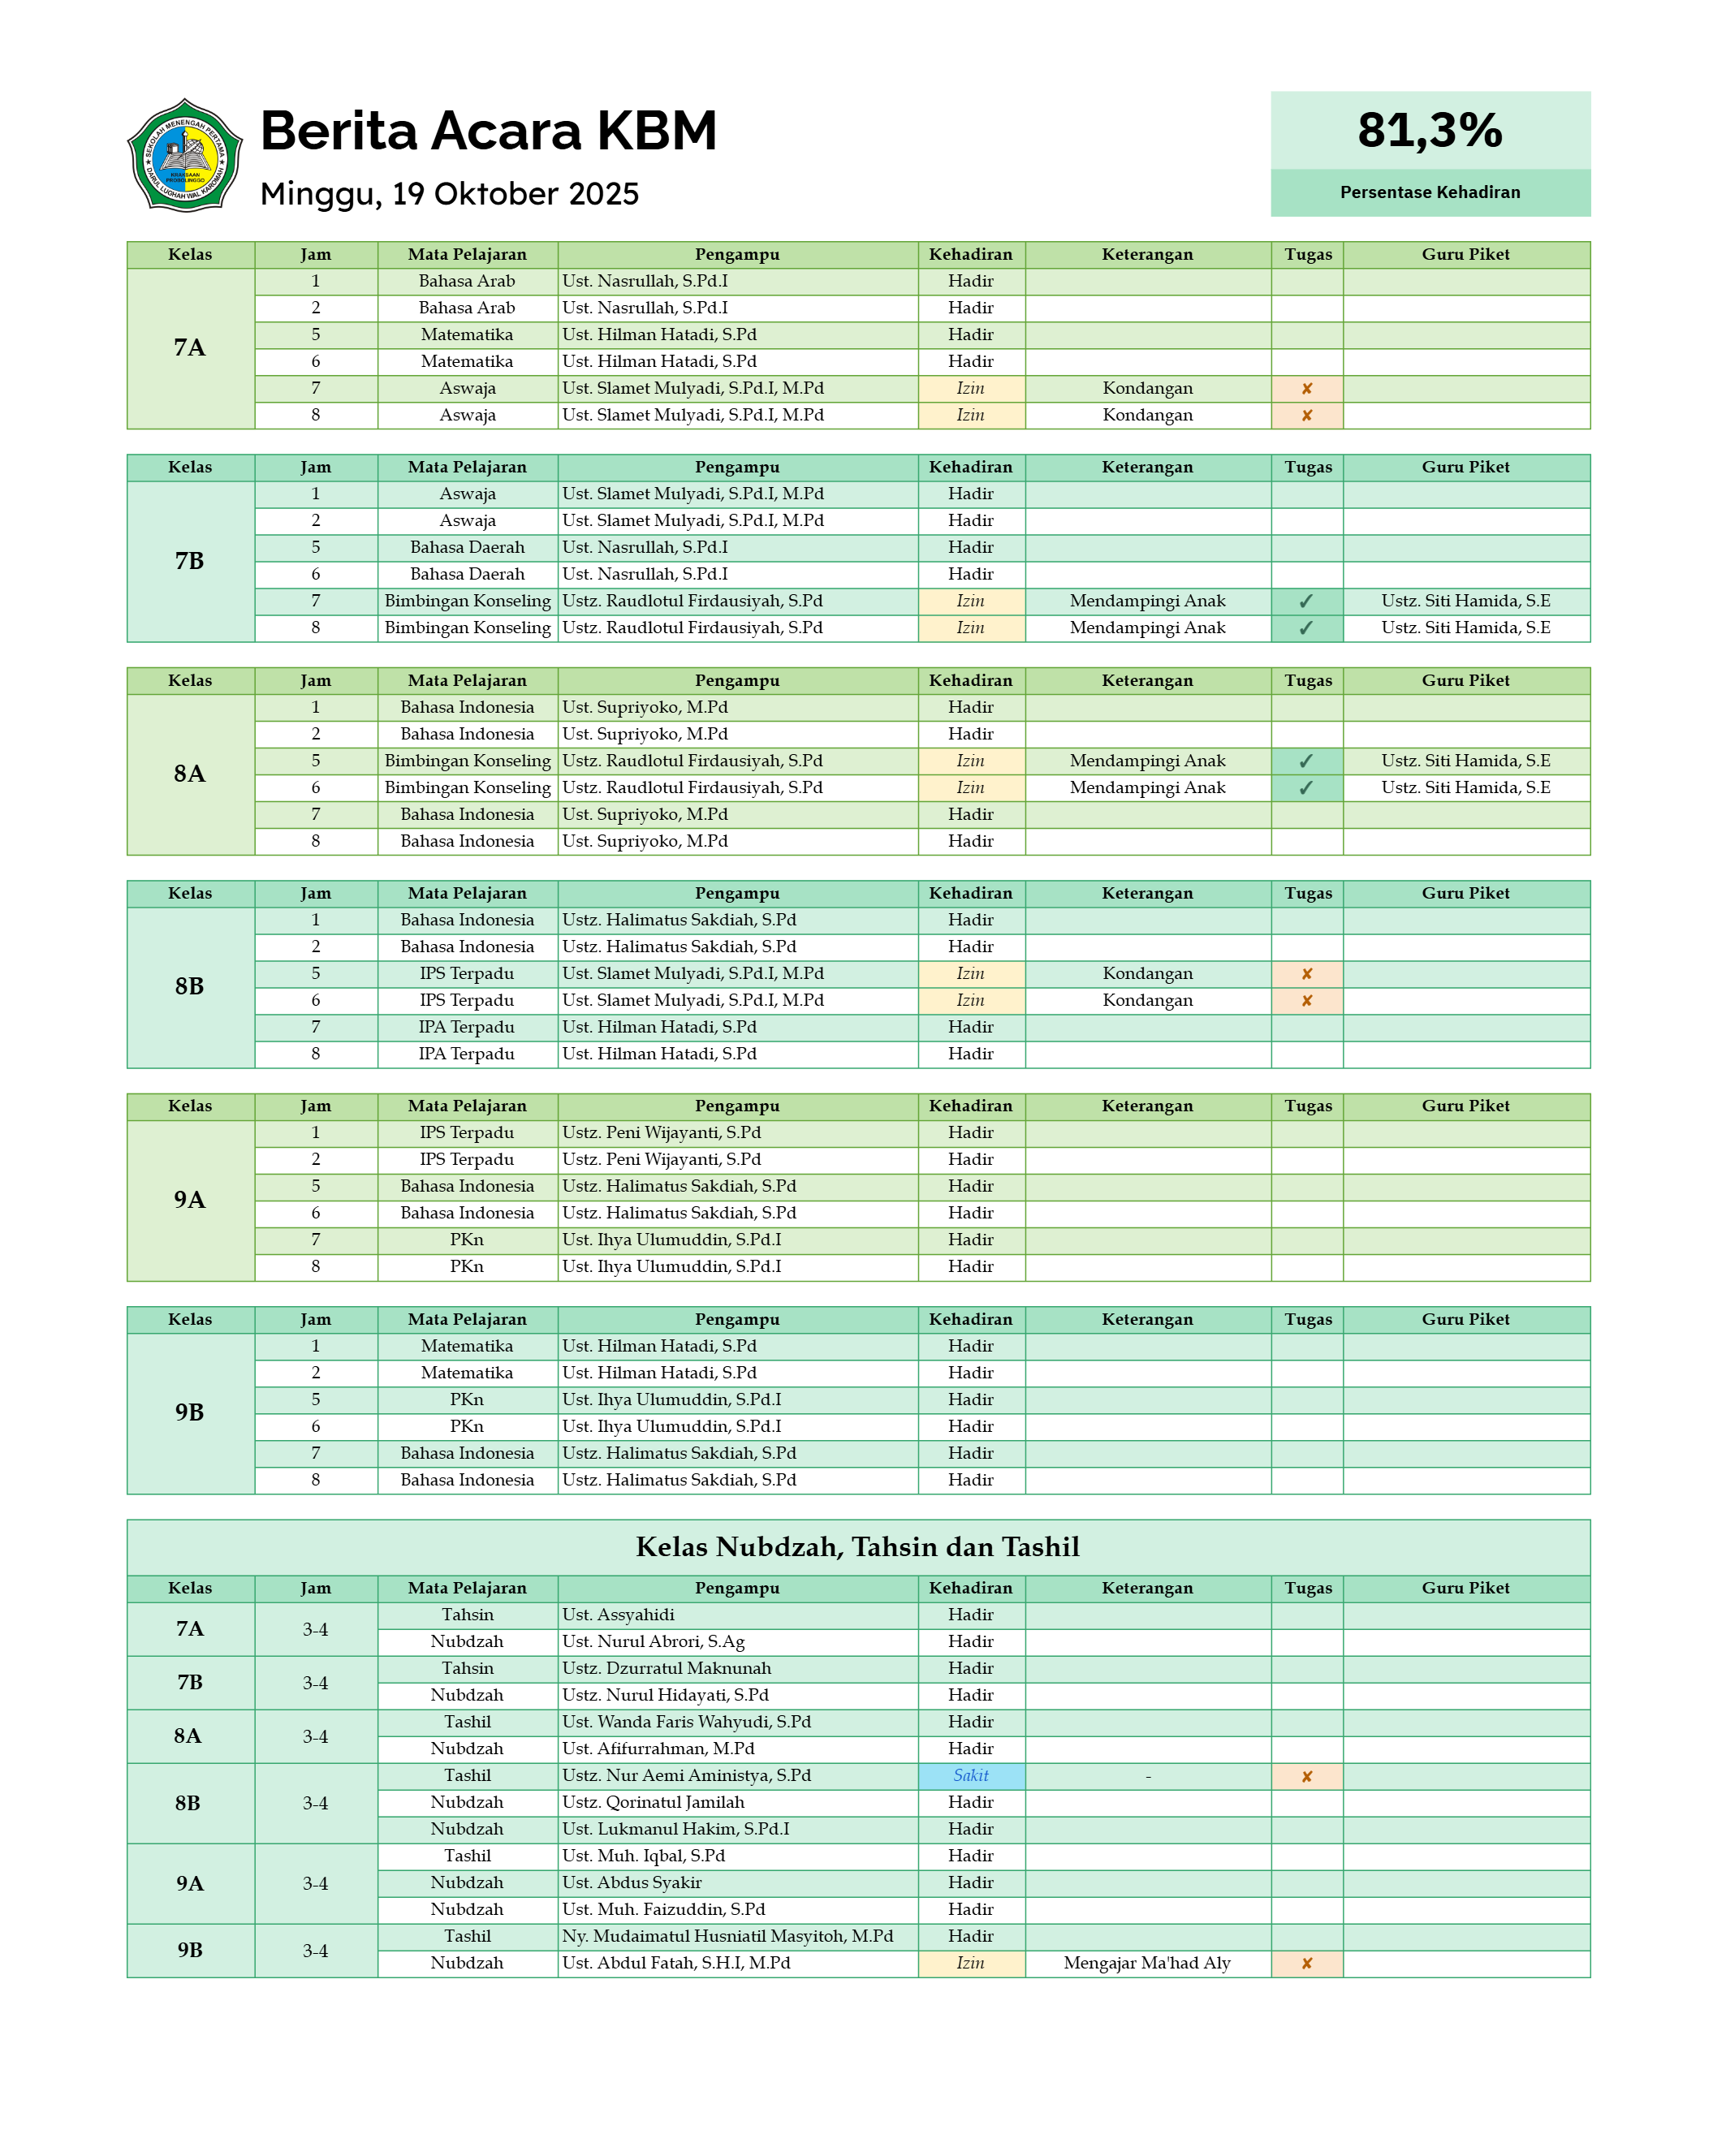 SEKOLAH MENENGAH PERTAMA
KRAKSAAN
PROBOLINGGO
DARUL LUGHAH WAL KAROMAH
Berita Acara KBM
Minggu, 19 Oktober 2025
81,3%
Persentase Kehadiran
Kelas Jam Mata Pelajaran Pengampu Kehadiran Keterangan Tugas Guru Piket
7A
1 Bahasa Arab Ust. Nasrullah, S.Pd.I Hadir
2 Bahasa Arab Ust. Nasrullah, S.Pd.I Hadir
5 Matematika Ust. Hilman Hatadi, S.Pd Hadir
6 Matematika Ust. Hilman Hatadi, S.Pd Hadir
7 Aswaja Ust. Slamet Mulyadi, S.Pd.I, M.Pd Izin Kondangan ✘
8 Aswaja Ust. Slamet Mulyadi, S.Pd.I, M.Pd Izin Kondangan ✘
Kelas Jam Mata Pelajaran Pengampu Kehadiran Keterangan Tugas Guru Piket
7B
1 Aswaja Ust. Slamet Mulyadi, S.Pd.I, M.Pd Hadir
2 Aswaja Ust. Slamet Mulyadi, S.Pd.I, M.Pd Hadir
5 Bahasa Daerah Ust. Nasrullah, S.Pd.I Hadir
6 Bahasa Daerah Ust. Nasrullah, S.Pd.I Hadir
7 Bimbingan Konseling Ustz. Raudlotul Firdausiyah, S.Pd Izin Mendampingi Anak ✓ Ustz. Siti Hamida, S.E
8 Bimbingan Konseling Ustz. Raudlotul Firdausiyah, S.Pd Izin Mendampingi Anak ✓ Ustz. Siti Hamida, S.E
Kelas Jam Mata Pelajaran Pengampu Kehadiran Keterangan Tugas Guru Piket
8A
1 Bahasa Indonesia Ust. Supriyoko, M.Pd Hadir
2 Bahasa Indonesia Ust. Supriyoko, M.Pd Hadir
5 Bimbingan Konseling Ustz. Raudlotul Firdausiyah, S.Pd Izin Mendampingi Anak ✓ Ustz. Siti Hamida, S.E
6 Bimbingan Konseling Ustz. Raudlotul Firdausiyah, S.Pd Izin Mendampingi Anak ✓ Ustz. Siti Hamida, S.E
7 Bahasa Indonesia Ust. Supriyoko, M.Pd Hadir
8 Bahasa Indonesia Ust. Supriyoko, M.Pd Hadir
Kelas Jam Mata Pelajaran Pengampu Kehadiran Keterangan Tugas Guru Piket
8B
1 Bahasa Indonesia Ustz. Halimatus Sakdiah, S.Pd Hadir
2 Bahasa Indonesia Ustz. Halimatus Sakdiah, S.Pd Hadir
5 IPS Terpadu Ust. Slamet Mulyadi, S.Pd.I, M.Pd Izin Kondangan ✘
6 IPS Terpadu Ust. Slamet Mulyadi, S.Pd.I, M.Pd Izin Kondangan ✘
7 IPA Terpadu Ust. Hilman Hatadi, S.Pd Hadir
8 IPA Terpadu Ust. Hilman Hatadi, S.Pd Hadir
Kelas Jam Mata Pelajaran Pengampu Kehadiran Keterangan Tugas Guru Piket
9A
1 IPS Terpadu Ustz. Peni Wijayanti, S.Pd Hadir
2 IPS Terpadu Ustz. Peni Wijayanti, S.Pd Hadir
5 Bahasa Indonesia Ustz. Halimatus Sakdiah, S.Pd Hadir
6 Bahasa Indonesia Ustz. Halimatus Sakdiah, S.Pd Hadir
7 PKn Ust. Ihya Ulumuddin, S.Pd.I Hadir
8 PKn Ust. Ihya Ulumuddin, S.Pd.I Hadir
Kelas Jam Mata Pelajaran Pengampu Kehadiran Keterangan Tugas Guru Piket
9B
1 Matematika Ust. Hilman Hatadi, S.Pd Hadir
2 Matematika Ust. Hilman Hatadi, S.Pd Hadir
5 PKn Ust. Ihya Ulumuddin, S.Pd.I Hadir
6 PKn Ust. Ihya Ulumuddin, S.Pd.I Hadir
7 Bahasa Indonesia Ustz. Halimatus Sakdiah, S.Pd Hadir
8 Bahasa Indonesia Ustz. Halimatus Sakdiah, S.Pd Hadir
Kelas Nubdzah, Tahsin dan Tashil
Kelas Jam Mata Pelajaran Pengampu Kehadiran Keterangan Tugas Guru Piket
7A 3-4
Tahsin Ust. Assyahidi Hadir
Nubdzah Ust. Nurul Abrori, S.Ag Hadir
7B 3-4
Tahsin Ustz. Dzurratul Maknunah Hadir
Nubdzah Ustz. Nurul Hidayati, S.Pd Hadir
8A 3-4
Tashil Ust. Wanda Faris Wahyudi, S.Pd Hadir
Nubdzah Ust. Afifurrahman, M.Pd Hadir
8B 3-4
Tashil Ustz. Nur Aemi Aministya, S.Pd Sakit - ✘
Nubdzah Ustz. Qorinatul Jamilah Hadir
Nubdzah Ust. Lukmanul Hakim, S.Pd.I Hadir
9A 3-4
Tashil Ust. Muh. Iqbal, S.Pd Hadir
Nubdzah Ust. Abdus Syakir Hadir
Nubdzah Ust. Muh. Faizuddin, S.Pd Hadir
9B 3-4
Tashil Ny. Mudaimatul Husniatil Masyitoh, M.Pd Hadir
Nubdzah Ust. Abdul Fatah, S.H.I, M.Pd Izin Mengajar Ma'had Aly ✘